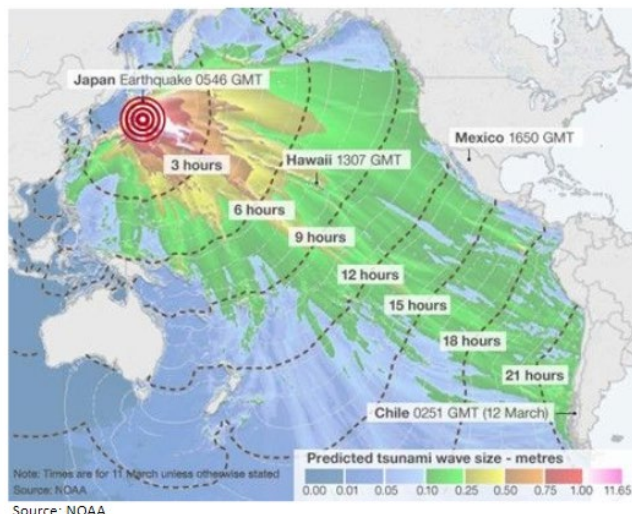 Japan Earthquake 0546 GMT
Mexico 1650 GMT
Hawaii 1307 GMT
3 hours
6 hours
9 hours
12 hours
15 hours
18 hours
21 hours
Chile 0251 GMT (12 March)
Predicted tsunami wave size - metres
0.00 0.01 0.05 0.10 0.25 0.50 0.75 1.00 11.65
Note: Times are for 11 March unless otherwise stated
Source: NOAA
Source: NOAA